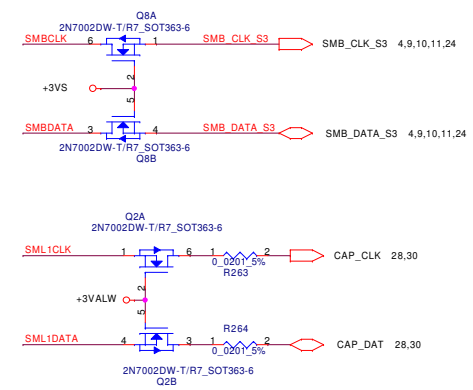 Q8A
2N7002DW-T/R7_SOT363-6
SMBCLK 6 1 SMB_CLK_S3 SMB_CLK_S3 4,9,10,11,24
2
+3VS
5
SMBDATA 3 4 SMB_DATA_S3 SMB_DATA_S3 4,9,10,11,24
2N7002DW-T/R7_SOT363-6
Q8B
Q2A
2N7002DW-T/R7_SOT363-6
SML1CLK 1 6 1 2 CAP_CLK 28,30
0_0201_5%
R263
2
+3VALW
5
R264
SML1DATA 4 3 1 2 CAP_DAT 28,30
0_0201_5%
2N7002DW-T/R7_SOT363-6
Q2B